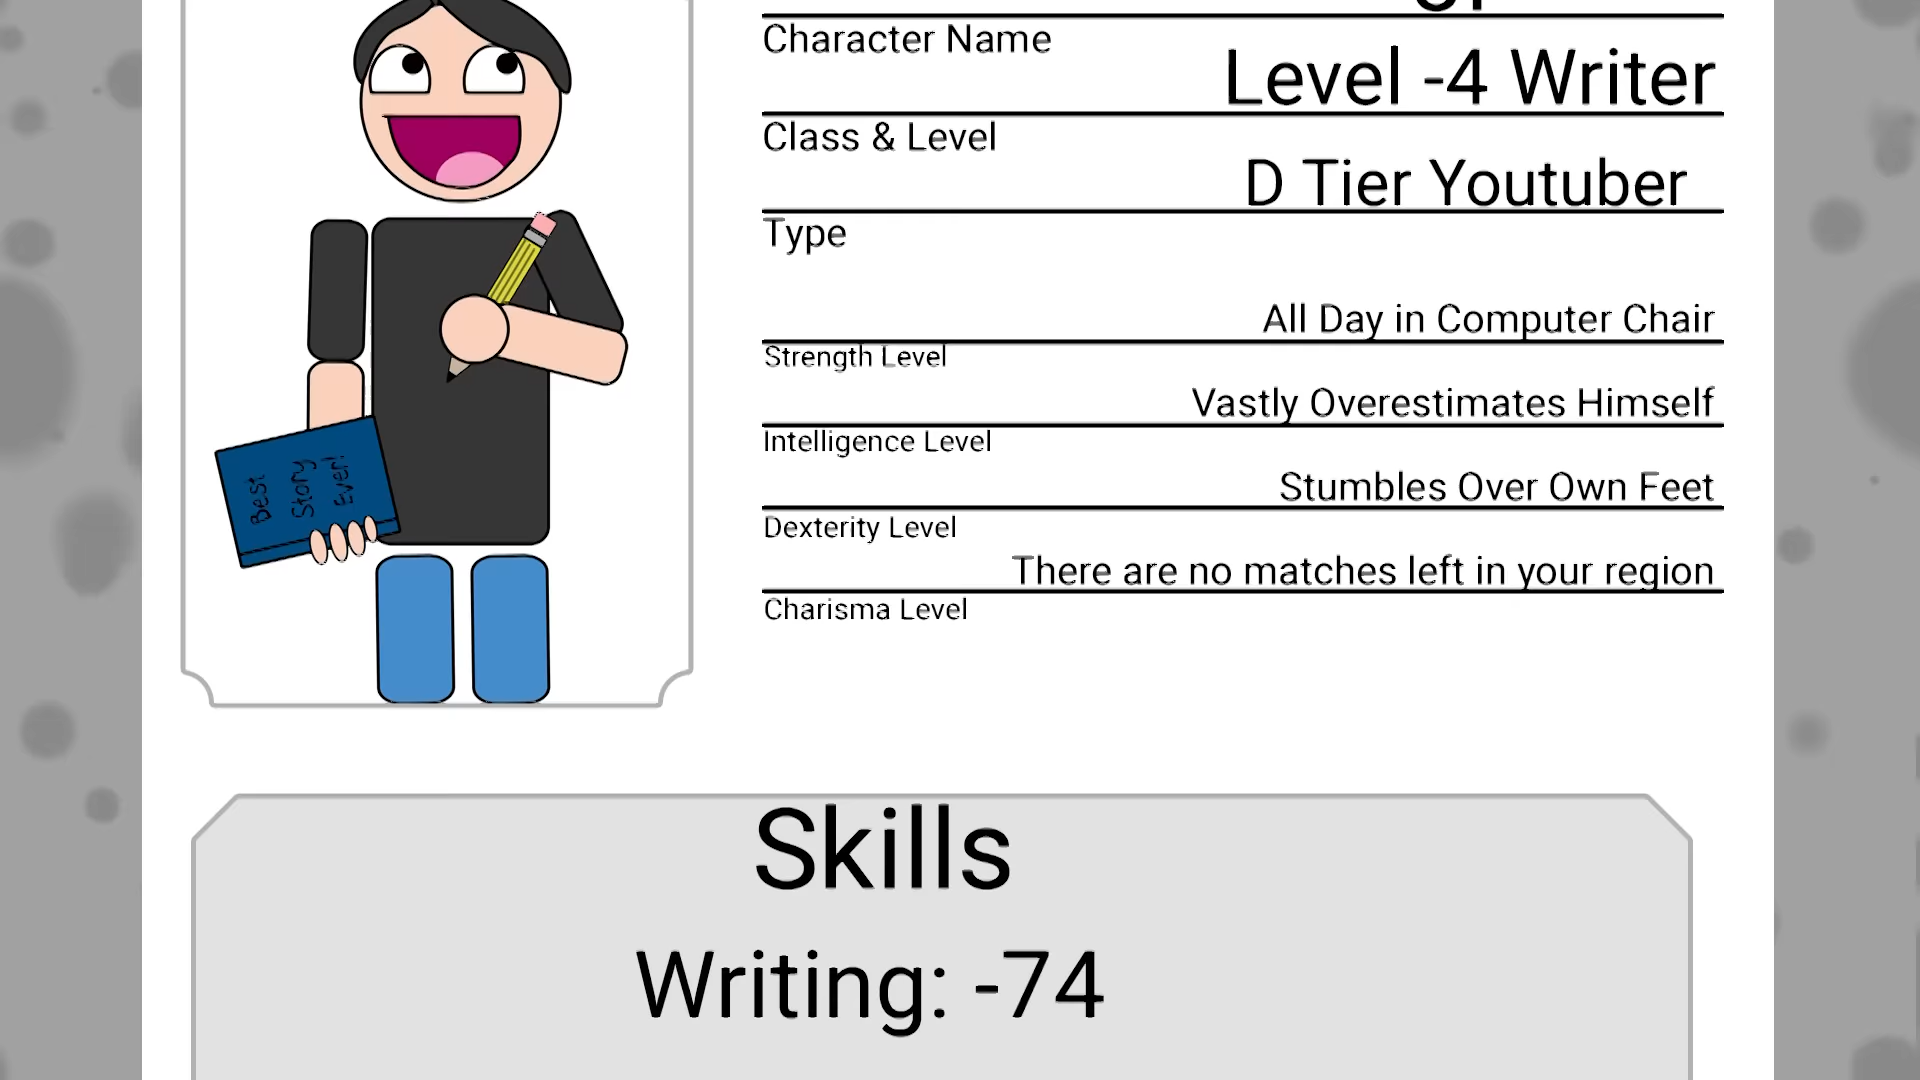 Character Name
Level -4 Writer
Class & Level
D Tier Youtuber
Type
All Day in Computer Chair
Strength Level
Vastly Overestimates Himself
Intelligence Level
Stumbles Over Own Feet
Dexterity Level
There are no matches left in your region
Charisma Level
Best
Story
Ever!
Skills
Writing: -74